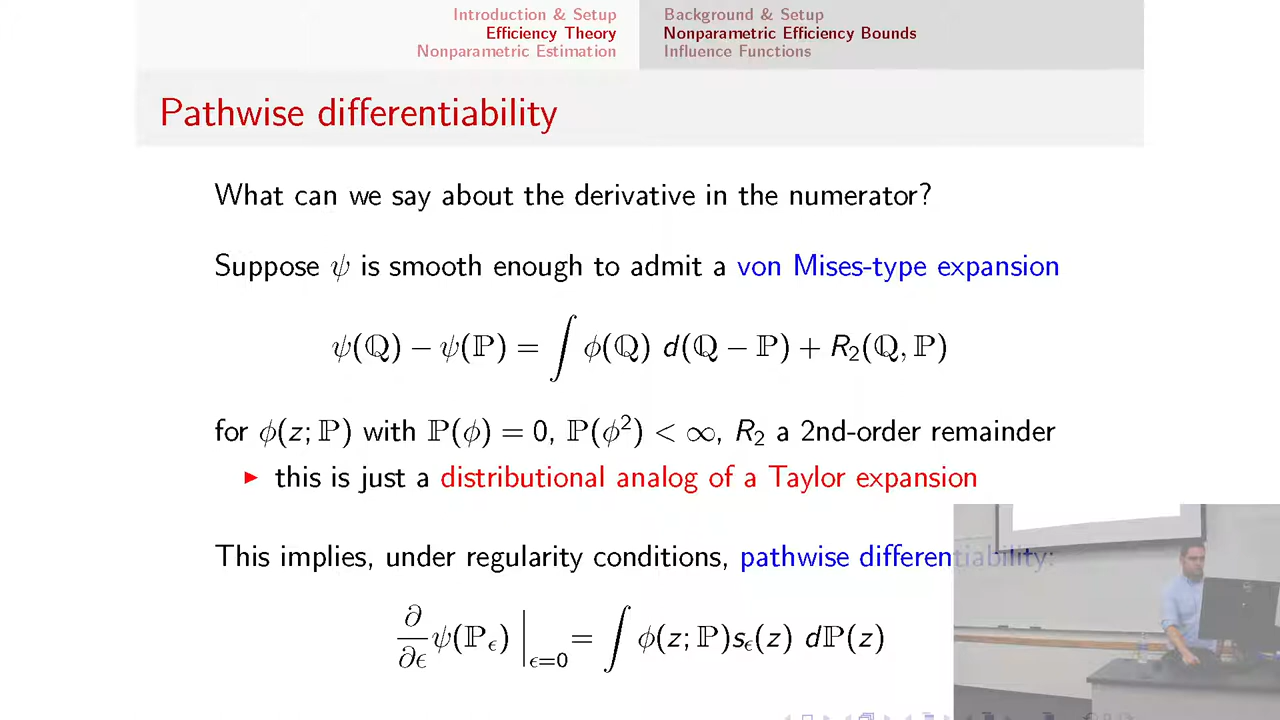 Introduction & Setup
Efficiency Theory
Nonparametric Estimation
Background & Setup
Nonparametric Efficiency Bounds
Influence Functions
Pathwise differentiability
What can we say about the derivative in the numerator?
Suppose ψ is smooth enough to admit a von Mises-type expansion
ψ(ℚ) − ψ(ℙ) = ∫ ϕ(ℚ) d(ℚ − ℙ) + R₂(ℚ, ℙ)
for ϕ(z; ℙ) with ℙ(ϕ) = 0, ℙ(ϕ²) < ∞, R₂ a 2nd-order remainder
▶ this is just a distributional analog of a Taylor expansion
This implies, under regularity conditions, pathwise differentiability:
∂/∂ϵ ψ(ℙ_ϵ) |_ϵ=0 = ∫ ϕ(z; ℙ)s_ϵ(z) dℙ(z)